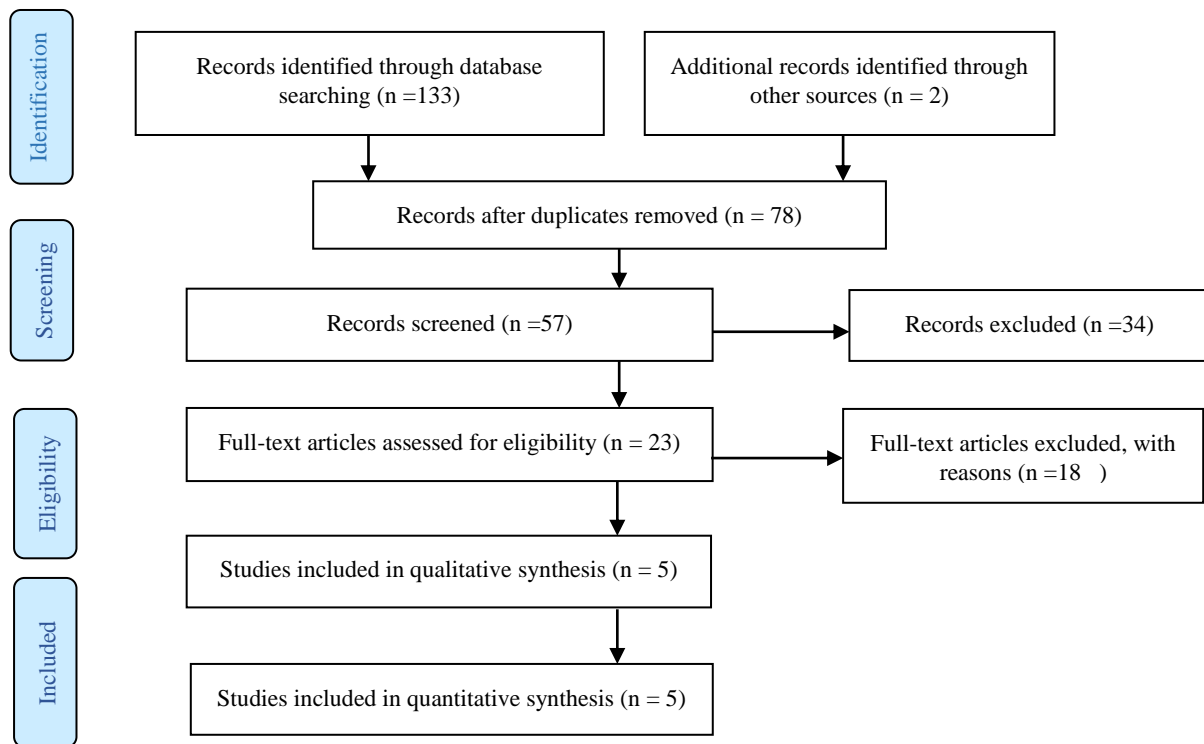 Identification
Records identified through database
searching (n =133)
Additional records identified through
other sources (n = 2)
Records after duplicates removed (n = 78)
Screening
Records screened (n =57)
Records excluded (n =34)
Eligibility
Full-text articles assessed for eligibility (n = 23)
Full-text articles excluded, with
reasons (n =18 )
Studies included in qualitative synthesis (n = 5)
Included
Studies included in quantitative synthesis (n = 5)